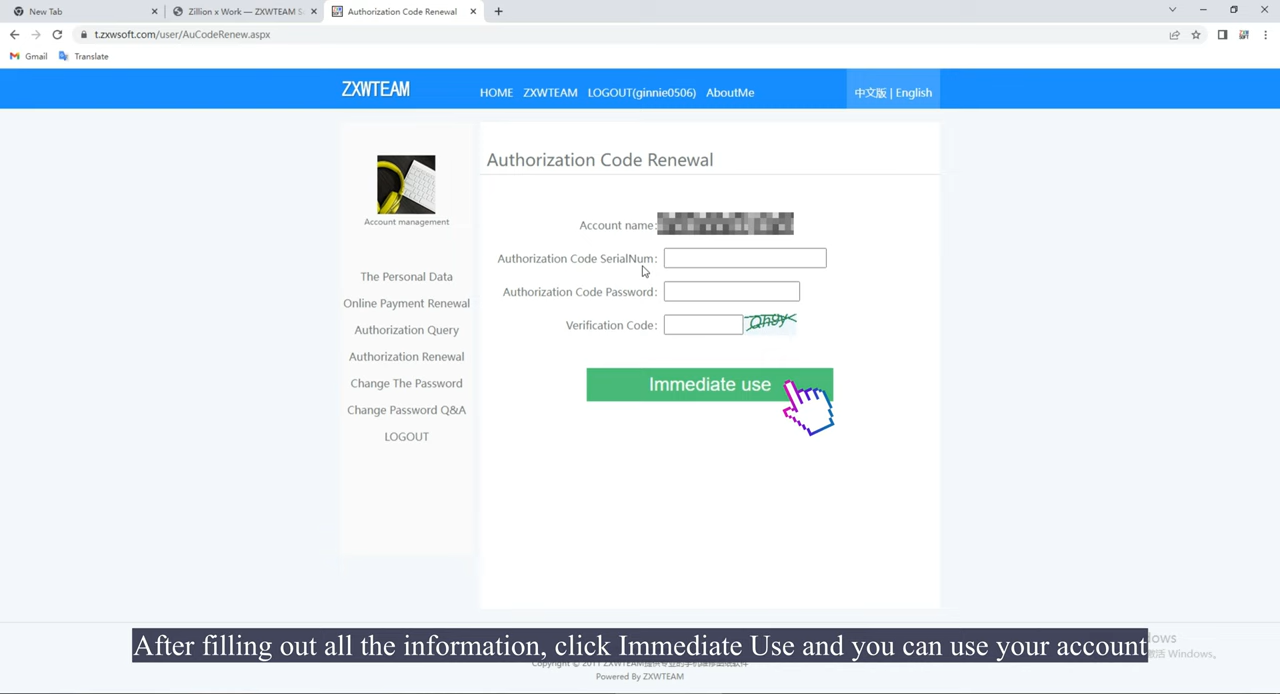 New Tab
Zillion x Work — ZXWTEAM S
Authorization Code Renewal
t.zxwsoft.com/user/AuCodeRenew.aspx
Gmail
Translate
ZXWTEAM
HOME ZXWTEAM LOGOUT(ginnie0506) AboutMe
中文版 | English
Account management
The Personal Data
Online Payment Renewal
Authorization Query
Authorization Renewal
Change The Password
Change Password Q&A
LOGOUT
Authorization Code Renewal
Account name:
Authorization Code SerialNum:
Authorization Code Password:
Verification Code:
Immediate use
After filling out all the information, click Immediate Use and you can use your account
Windows。
Powered By ZXWTEAM